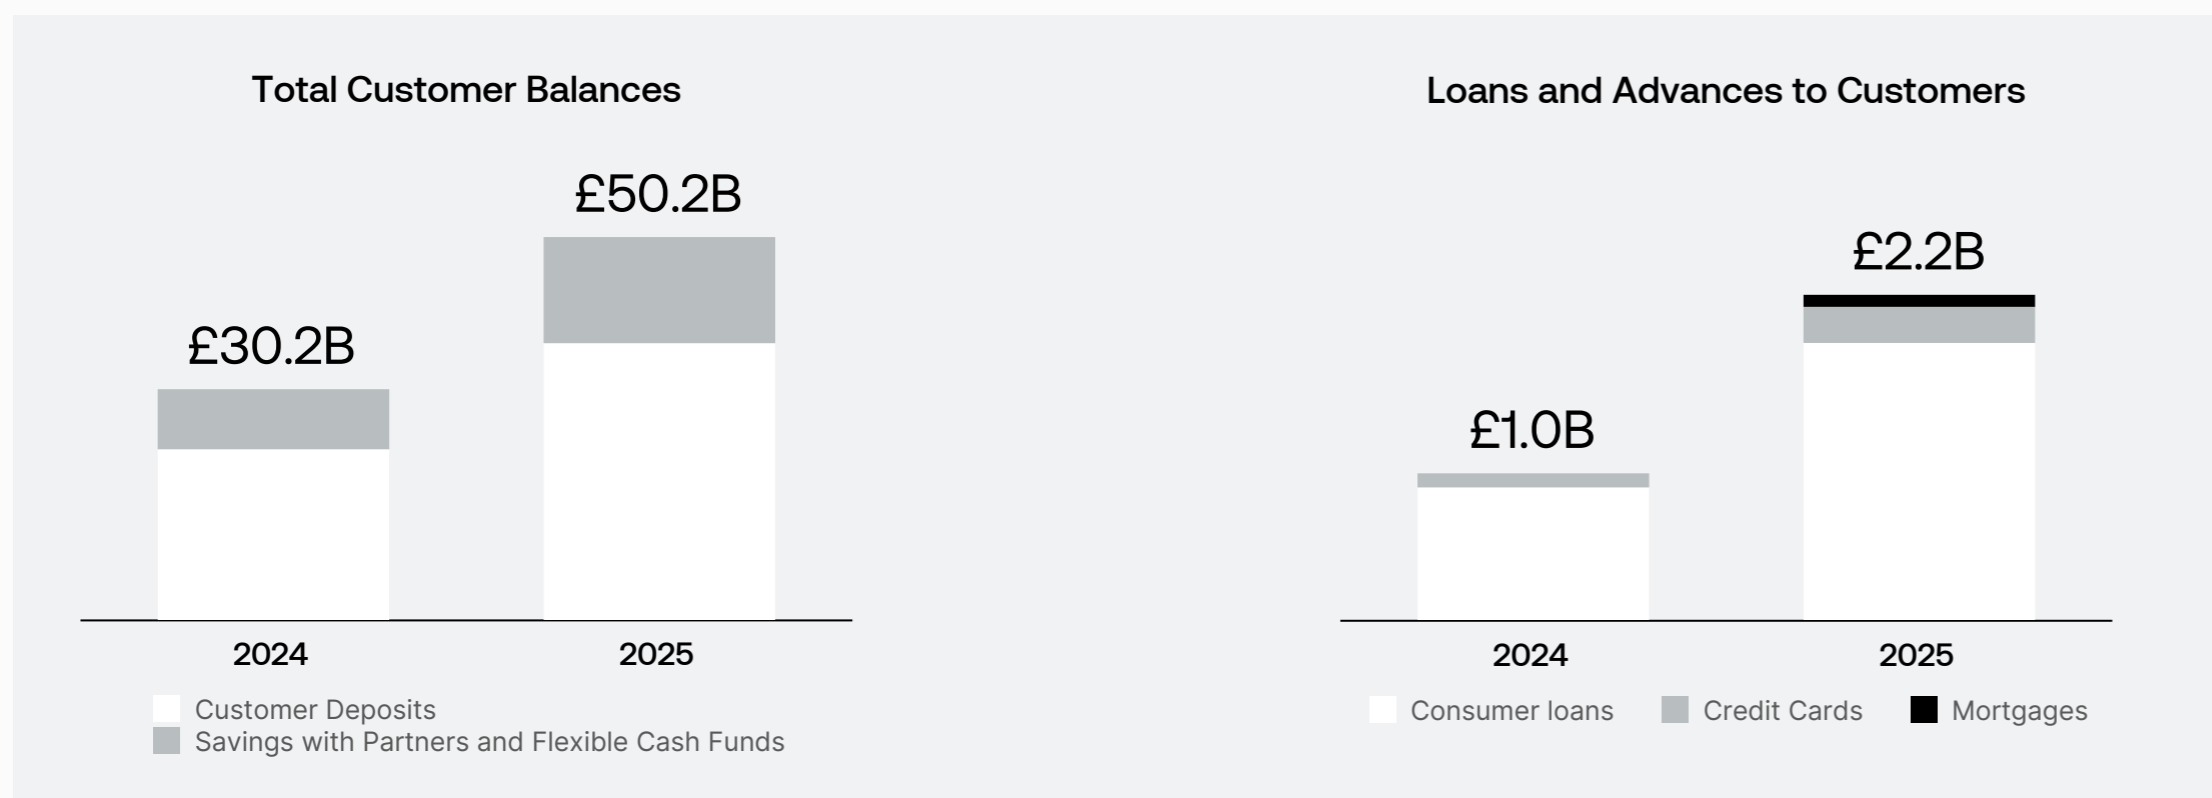 Total Customer Balances
£30.2B
£50.2B
2024
2025
Customer Deposits
Savings with Partners and Flexible Cash Funds
Loans and Advances to Customers
£1.0B
£2.2B
2024
2025
Consumer loans
Credit Cards
Mortgages